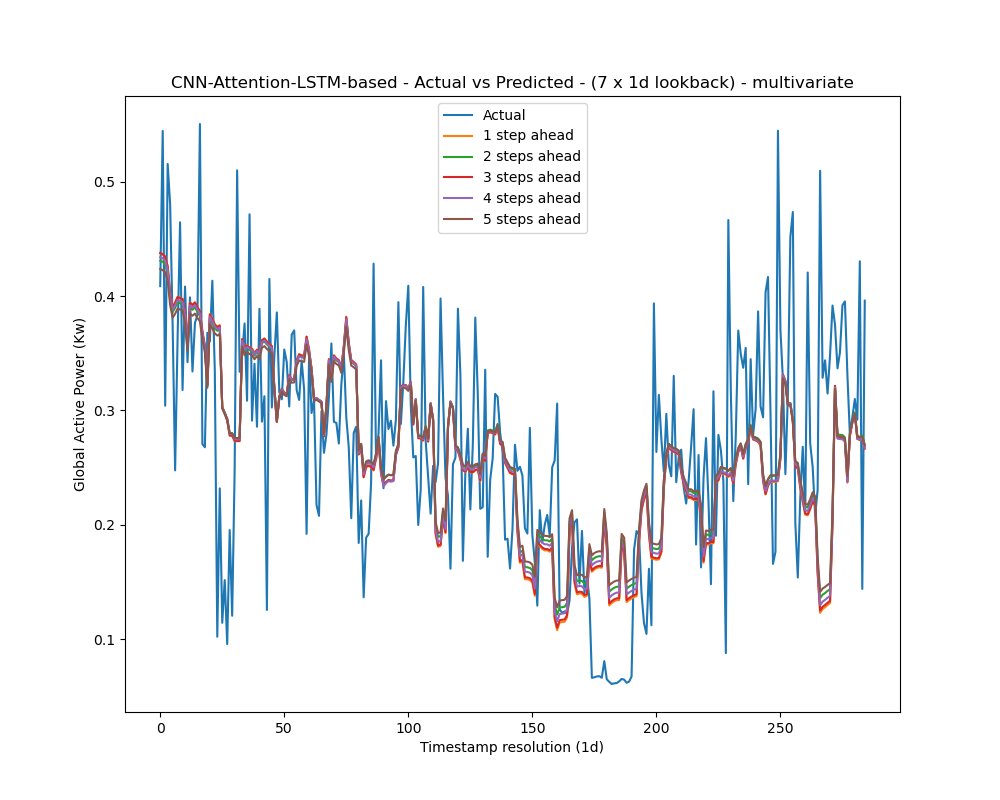 CNN-Attention-LSTM-based - Actual vs Predicted - (7 x 1d lookback) - multivariate
Actual
1 step ahead
2 steps ahead
3 steps ahead
4 steps ahead
5 steps ahead
Global Active Power (Kw)
0.5
0.4
0.3
0.2
0.1
0 50 100 150 200 250
Timestamp resolution (1d)